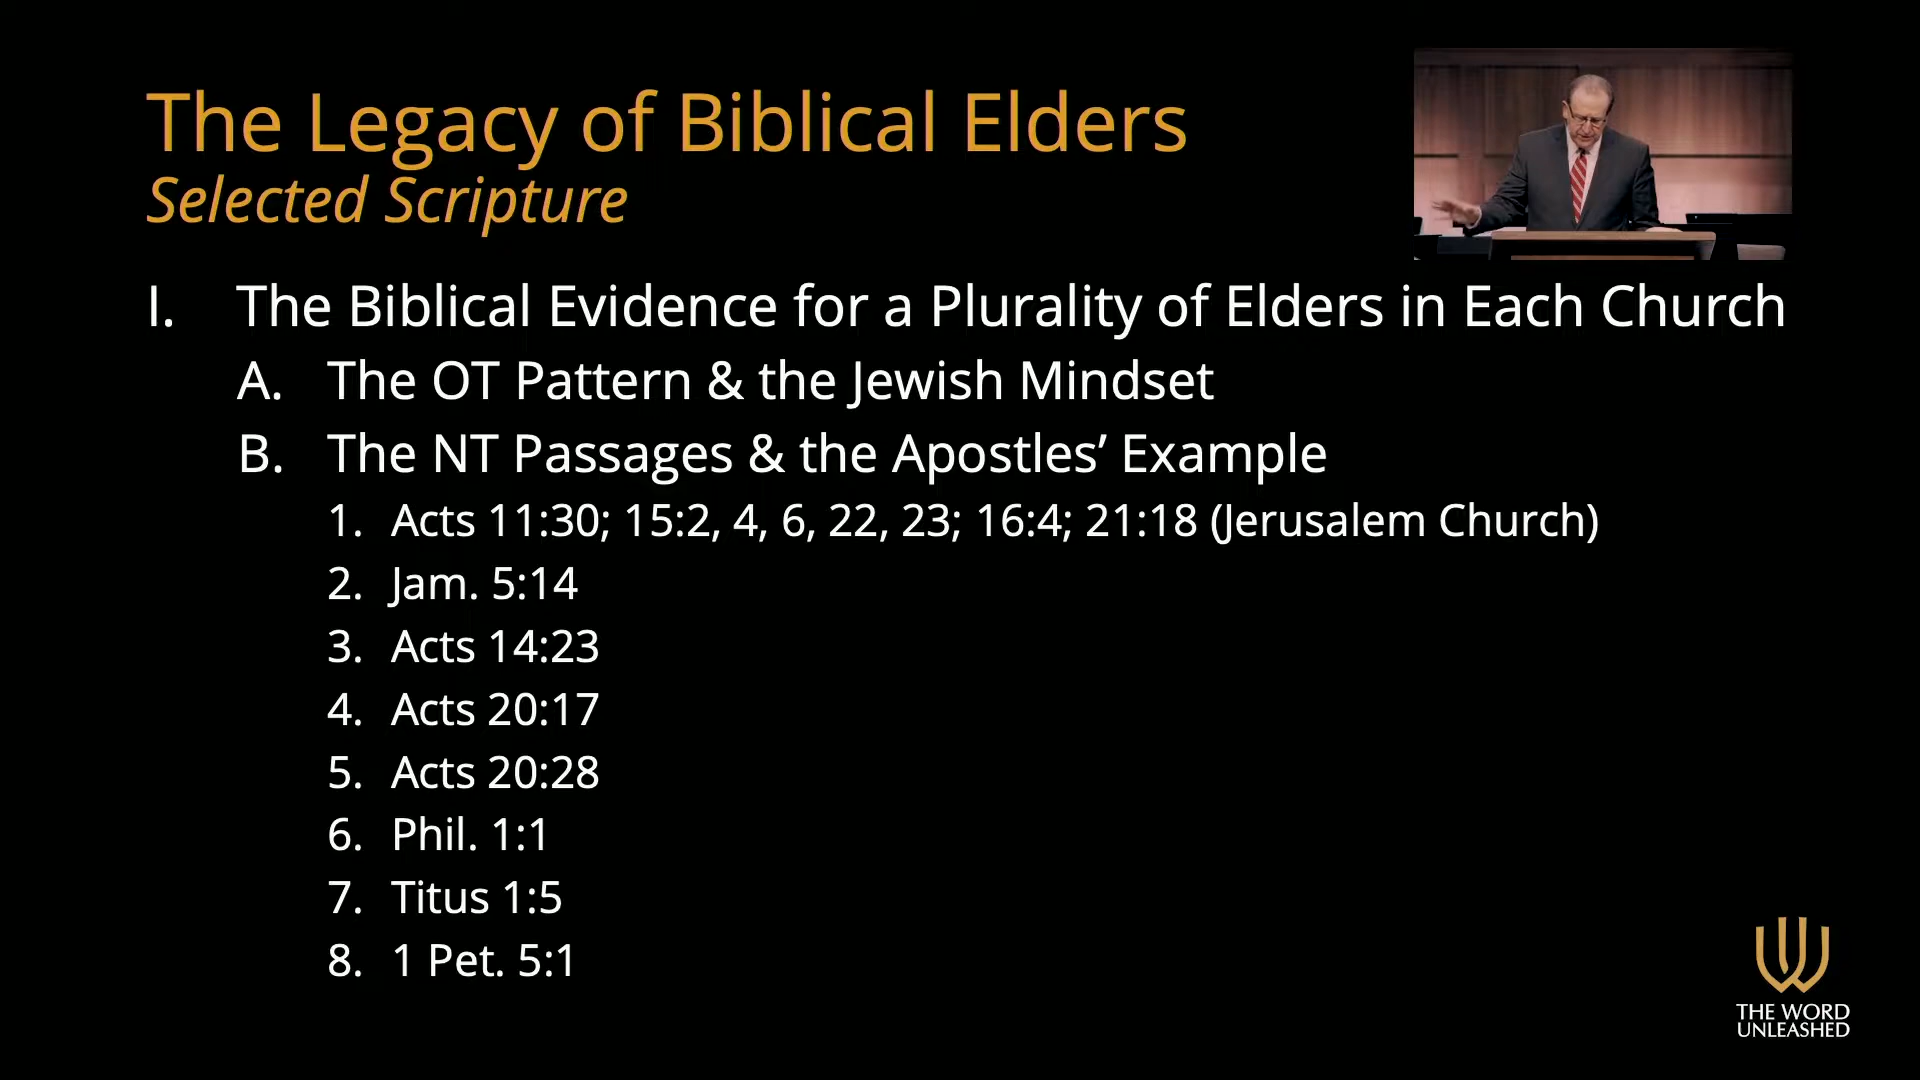 The Legacy of Biblical Elders
Selected Scripture
I. The Biblical Evidence for a Plurality of Elders in Each Church
A. The OT Pattern & the Jewish Mindset
B. The NT Passages & the Apostles’ Example
1. Acts 11:30; 15:2, 4, 6, 22, 23; 16:4; 21:18 (Jerusalem Church)
2. Jam. 5:14
3. Acts 14:23
4. Acts 20:17
5. Acts 20:28
6. Phil. 1:1
7. Titus 1:5
8. 1 Pet. 5:1
THE WORD
UNLEASHED